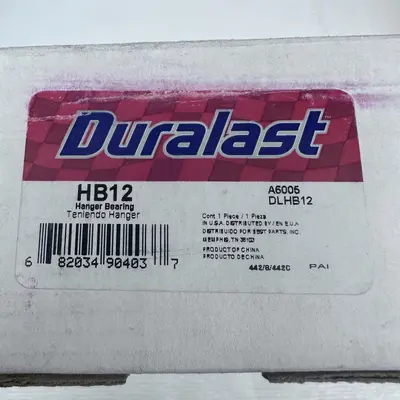 Duralast
HB12
Hanger Bearing
Teniendo Hanger
A6005
DLHB12
Cont 1 Piece / 1 Pieza
IN U.S.A. DISTRIBUTED BY / EN E.U.A.
DISTRIBUIDO POR BEST PARTS, INC.
MEMPHIS, TN 38103
PRODUCT OF CHINA
PRODUCTO DE CHINA
6 82034 90403 7
442/8/442C PAI